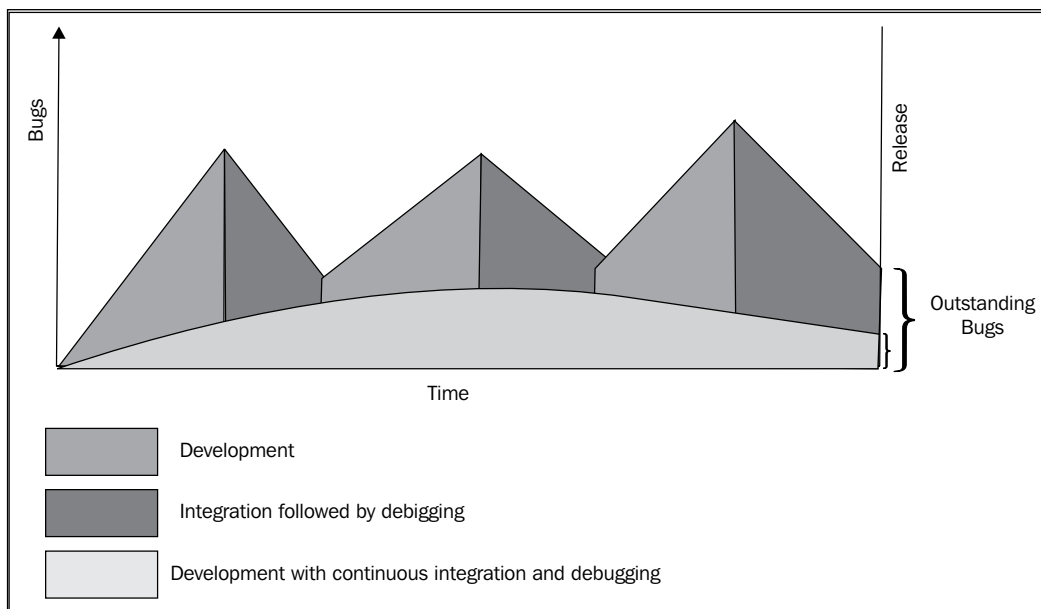 Bugs
Release
Outstanding
Bugs
Time
Development
Integration followed by debigging
Development with continuous integration and debugging